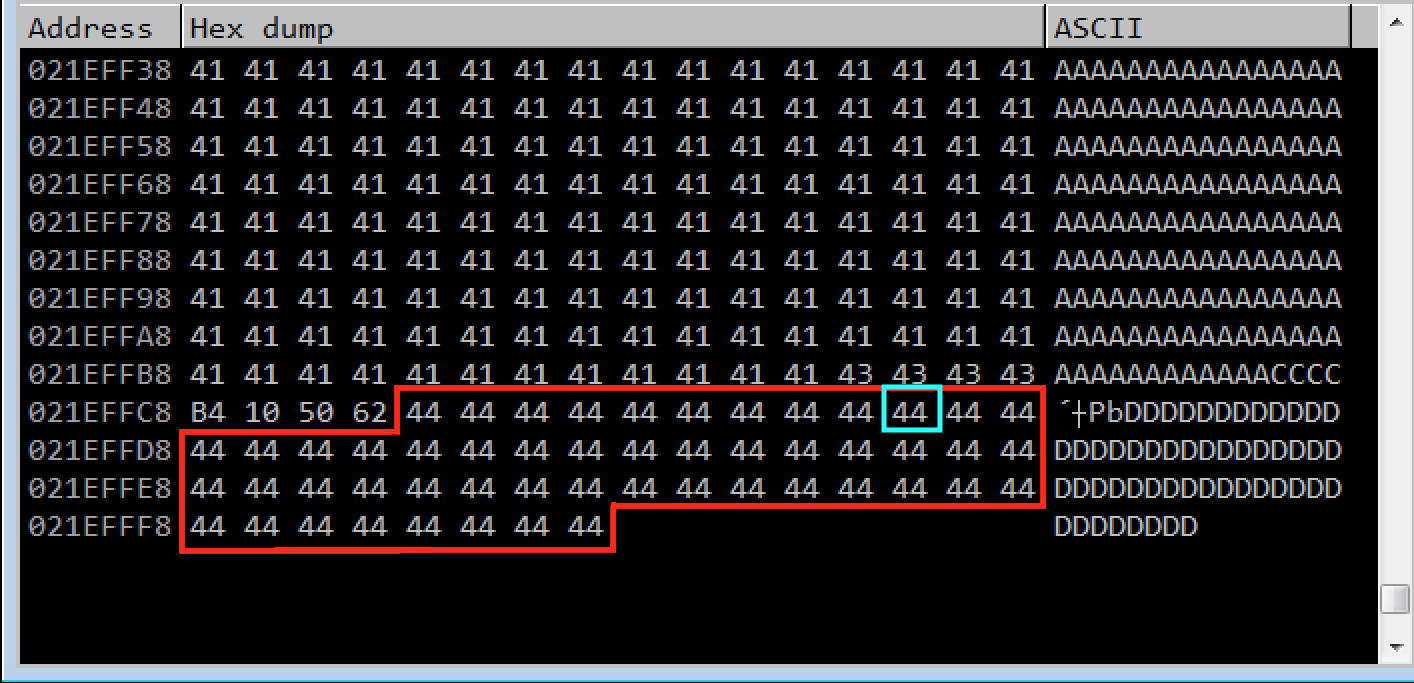 Address Hex dump ASCII
021EFF38 41 41 41 41 41 41 41 41 41 41 41 41 41 41 41 41 AAAAAAAAAAAAAAAA
021EFF48 41 41 41 41 41 41 41 41 41 41 41 41 41 41 41 41 AAAAAAAAAAAAAAAA
021EFF58 41 41 41 41 41 41 41 41 41 41 41 41 41 41 41 41 AAAAAAAAAAAAAAAA
021EFF68 41 41 41 41 41 41 41 41 41 41 41 41 41 41 41 41 AAAAAAAAAAAAAAAA
021EFF78 41 41 41 41 41 41 41 41 41 41 41 41 41 41 41 41 AAAAAAAAAAAAAAAA
021EFF88 41 41 41 41 41 41 41 41 41 41 41 41 41 41 41 41 AAAAAAAAAAAAAAAA
021EFF98 41 41 41 41 41 41 41 41 41 41 41 41 41 41 41 41 AAAAAAAAAAAAAAAA
021EFFA8 41 41 41 41 41 41 41 41 41 41 41 41 41 41 41 41 AAAAAAAAAAAAAAAA
021EFFB8 41 41 41 41 41 41 41 41 41 41 41 41 43 43 43 43 AAAAAAAAAAAACCCC
021EFFC8 B4 10 50 62 44 44 44 44 44 44 44 44 44 44 44 44 ´┼PbDDDDDDDDDDDD
021EFFD8 44 44 44 44 44 44 44 44 44 44 44 44 44 44 44 44 DDDDDDDDDDDDDDDD
021EFFE8 44 44 44 44 44 44 44 44 44 44 44 44 44 44 44 44 DDDDDDDDDDDDDDDD
021EFFF8 44 44 44 44 44 44 44 44 DDDDDDDD